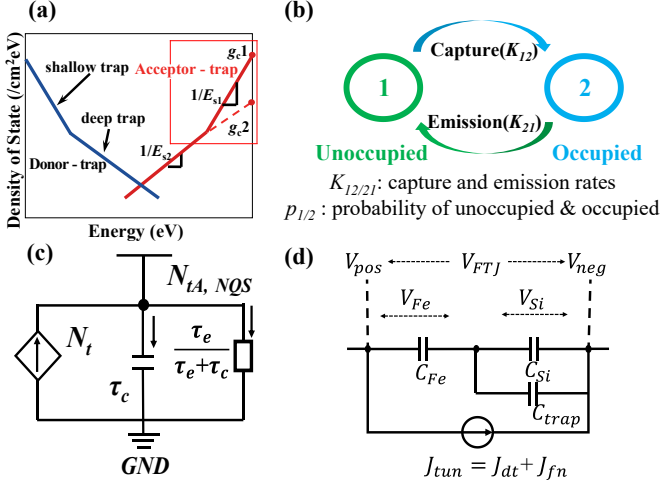 (a)
Density of State (/cm²eV)
shallow trap
deep trap
Donor - trap
Acceptor - trap
g_c1
1/E_s1
g_c2
1/E_s2
Energy (eV)
(b)
Capture(K_12)
1
2
Emission(K_21)
Unoccupied
Occupied
K_12/21: capture and emission rates
p_1/2 : probability of unoccupied & occupied
(c)
N_tA, NQS
N_t
τ_c
τ_e
τ_e+τ_c
GND
(d)
V_pos
V_FTJ
V_neg
V_Fe
V_Si
C_Fe
C_Si
C_trap
J_tun = J_dt + J_fn